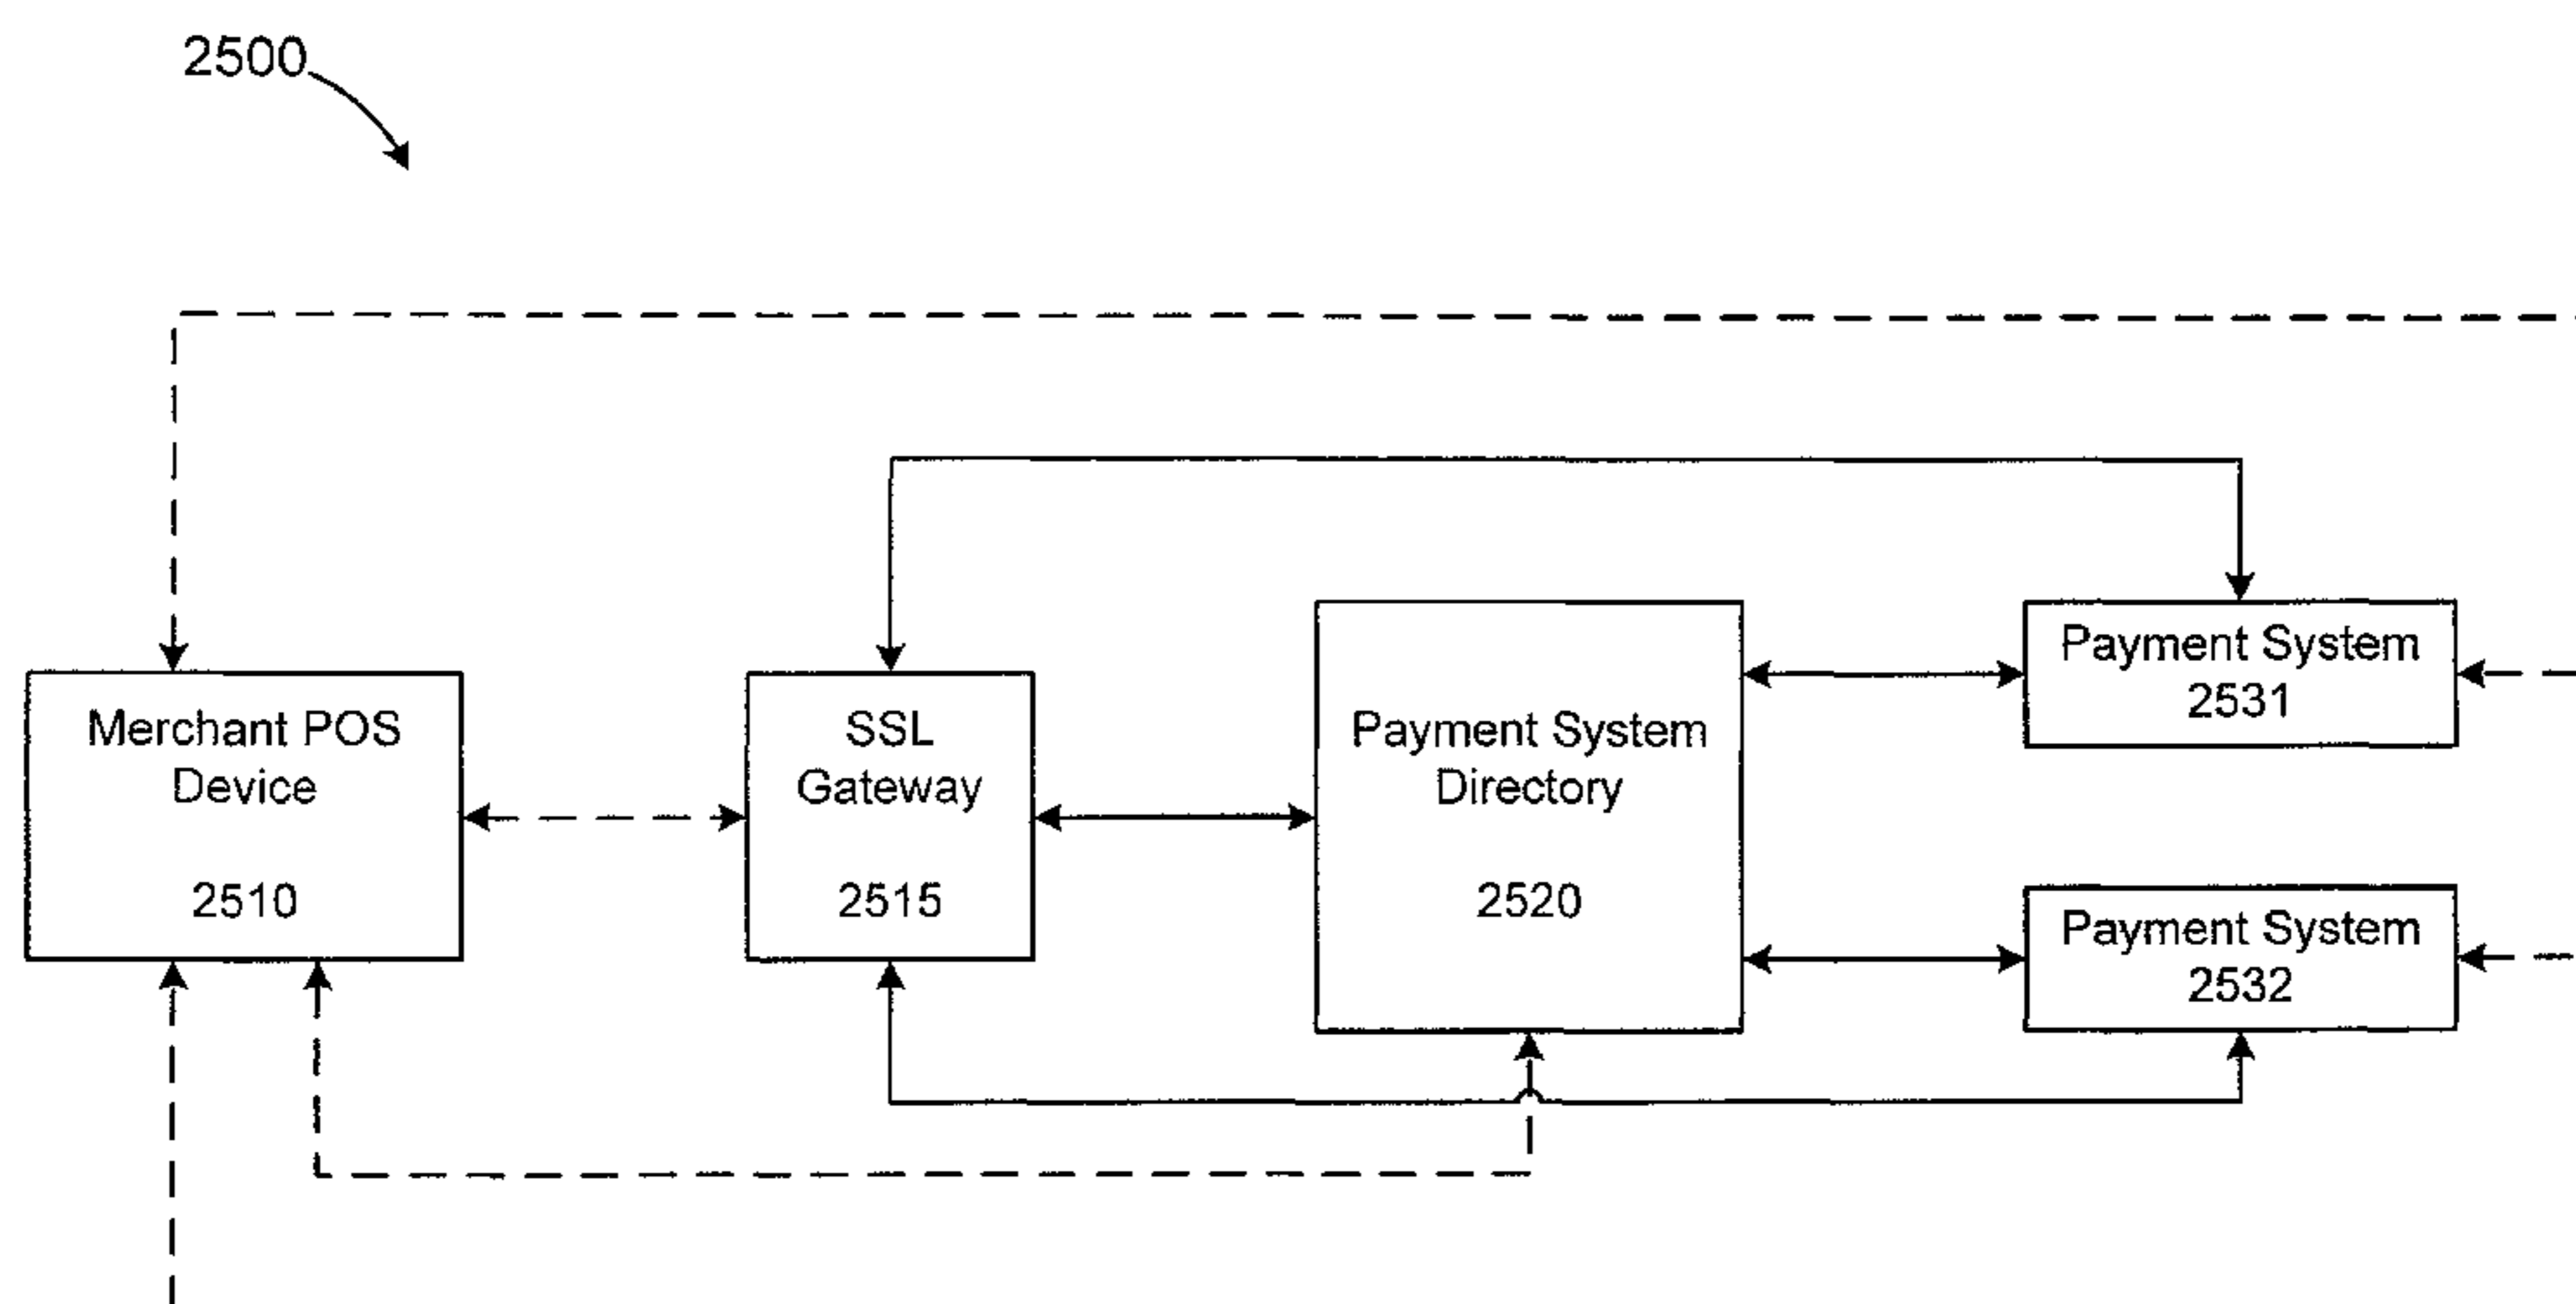 2500
Merchant POS
Device
2510
SSL
Gateway
2515
Payment System
Directory
2520
Payment System
2531
Payment System
2532